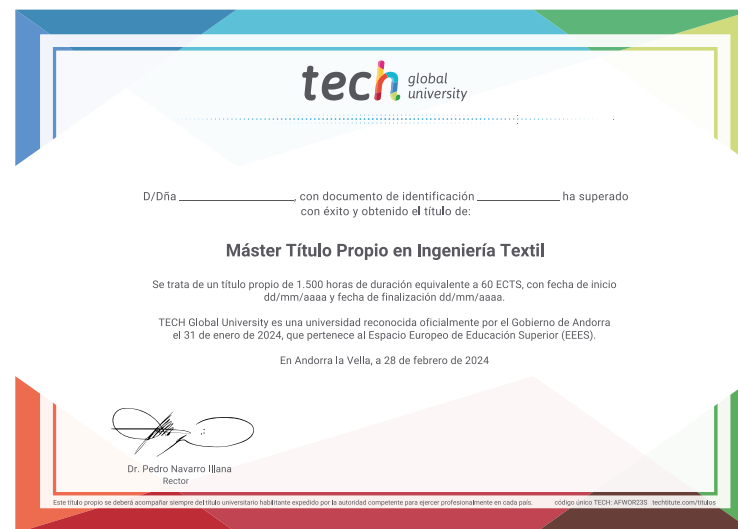 tech global university
D/Dña ______________, con documento de identificación ______________ ha superado
con éxito y obtenido el título de:
Máster Título Propio en Ingeniería Textil
Se trata de un título propio de 1.500 horas de duración equivalente a 60 ECTS, con fecha de inicio
dd/mm/aaaa y fecha de finalización dd/mm/aaaa.
TECH Global University es una universidad reconocida oficialmente por el Gobierno de Andorra
el 31 de enero de 2024, que pertenece al Espacio Europeo de Educación Superior (EEES).
En Andorra la Vella, a 28 de febrero de 2024
Dr. Pedro Navarro Illana
Rector
Este título propio se deberá acompañar siempre del título universitario habilitante expedido por la autoridad competente para ejercer profesionalmente en cada país. código único TECH: AFWOR23S techtitute.com/titulos